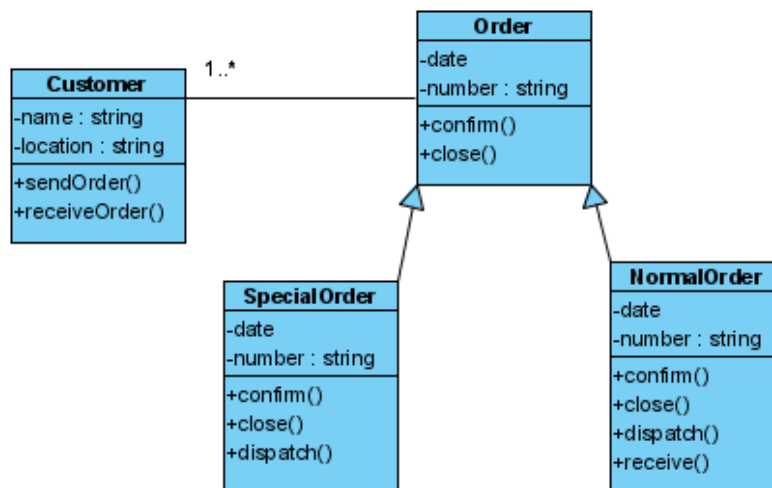 Order
-date
-number : string
+confirm()
+close()
1..*
Customer
-name : string
-location : string
+sendOrder()
+receiveOrder()
SpecialOrder
-date
-number : string
+confirm()
+close()
+dispatch()
NormalOrder
-date
-number : string
+confirm()
+close()
+dispatch()
+receive()